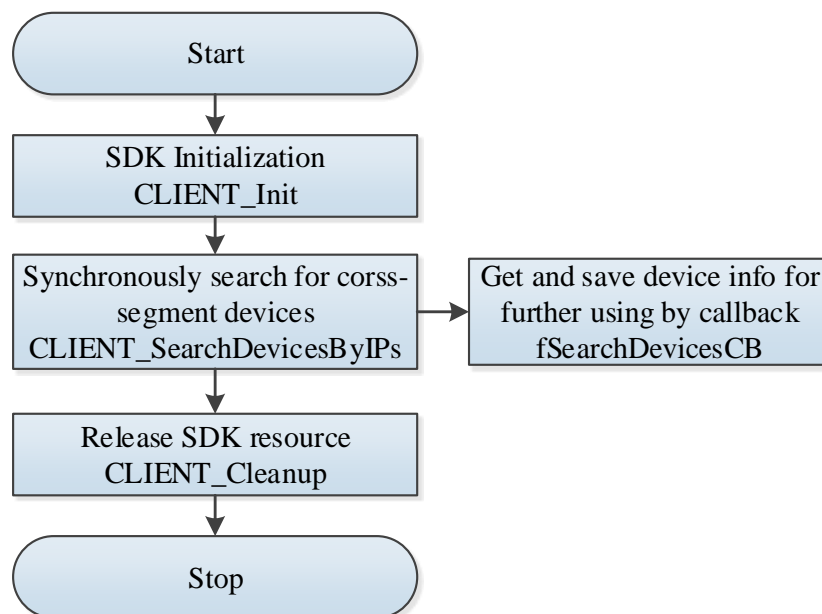 Start
SDK Initialization
CLIENT_Init
Synchronously search for corss-
segment devices
CLIENT_SearchDevicesByIPs
Get and save device info for
further using by callback
fSearchDevicesCB
Release SDK resource
CLIENT_Cleanup
Stop